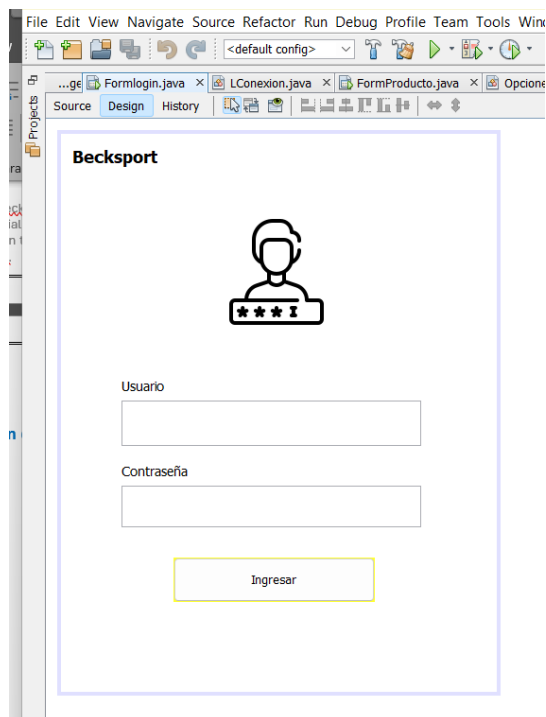 File Edit View Navigate Source Refactor Run Debug Profile Team Tools
<default config>
...ge Formlogin.java × LConexion.java × FormProducto.java ×
Source Design History
Projects
Becksport
* * * I
Usuario
Contraseña
Ingresar